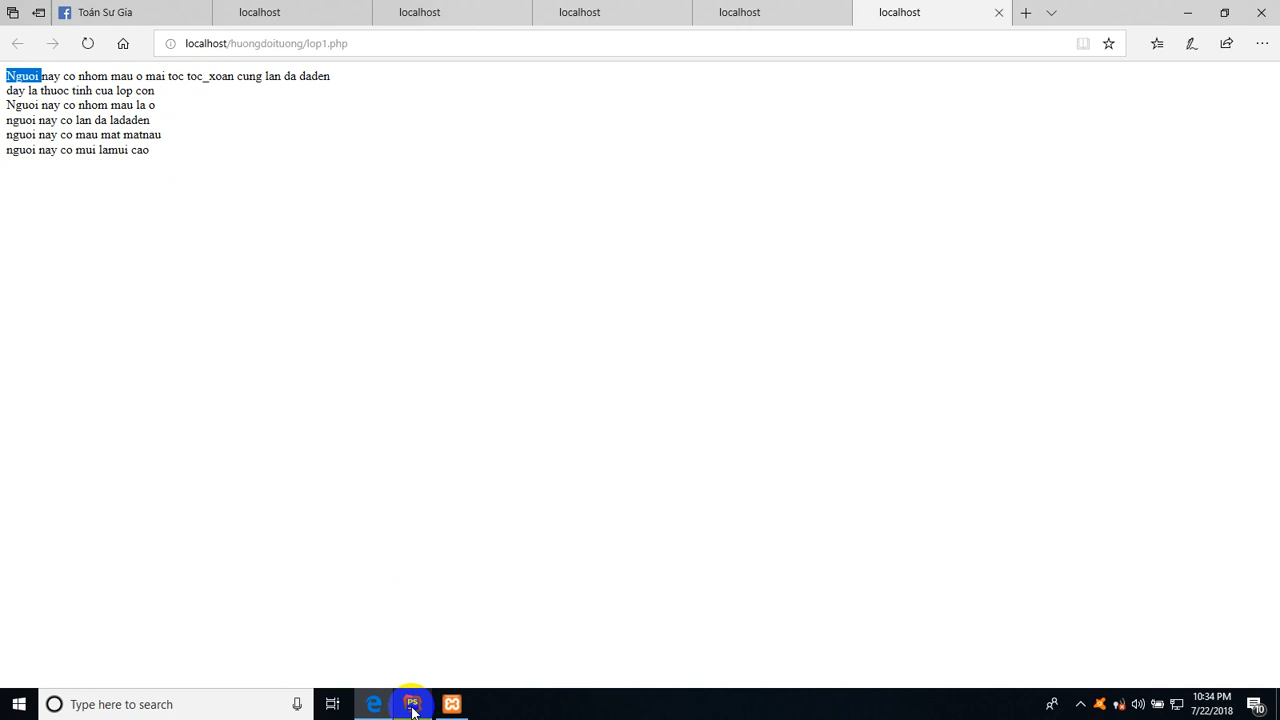 Toán Sư Gia
localhost
localhost
localhost
localhost
localhost
localhost/huongdoituong/lop1.php
Nguoi nay co nhom mau o mai toc toc_xoan cung lan da daden
day la thuoc tinh cua lop con
Nguoi nay co nhom mau la o
nguoi nay co lan da ladaden
nguoi nay co mau mat matnau
nguoi nay co mui lamui cao
Type here to search
PS
10:34 PM
7/22/2018
10